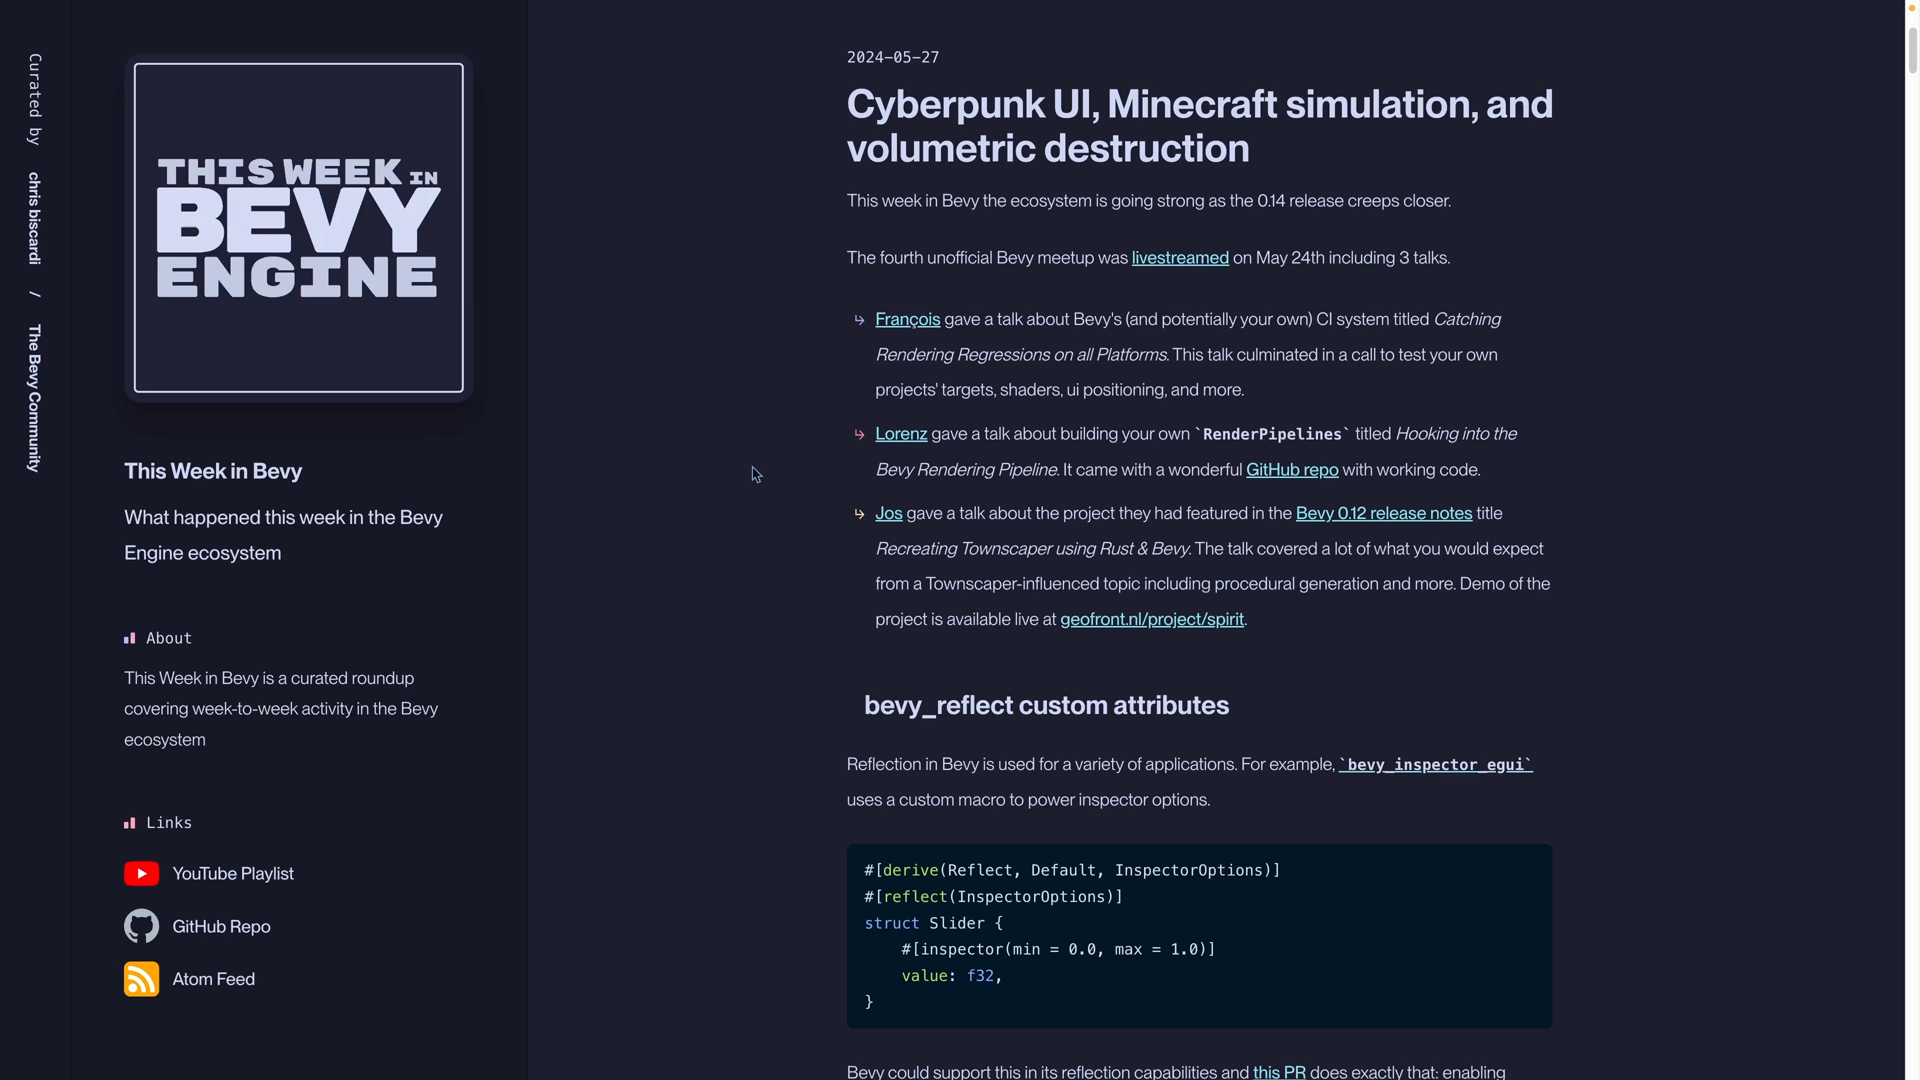 Curated by chris biscardi / The Bevy Community
THIS WEEK IN
BEVY
ENGINE
This Week in Bevy
What happened this week in the Bevy
Engine ecosystem
About
This Week in Bevy is a curated roundup
covering week-to-week activity in the Bevy
ecosystem
Links
YouTube Playlist
GitHub Repo
Atom Feed
2024-05-27
Cyberpunk UI, Minecraft simulation, and
volumetric destruction
This week in Bevy the ecosystem is going strong as the 0.14 release creeps closer.
The fourth unofficial Bevy meetup was livestreamed on May 24th including 3 talks.
↳ François gave a talk about Bevy's (and potentially your own) CI system titled Catching
Rendering Regressions on all Platforms. This talk culminated in a call to test your own
projects' targets, shaders, ui positioning, and more.
↳ Lorenz gave a talk about building your own `RenderPipelines` titled Hooking into the
Bevy Rendering Pipeline. It came with a wonderful GitHub repo with working code.
↳ Jos gave a talk about the project they had featured in the Bevy 0.12 release notes title
Recreating Townscaper using Rust & Bevy. The talk covered a lot of what you would expect
from a Townscaper-influenced topic including procedural generation and more. Demo of the
project is available live at geofront.nl/project/spirit.
bevy_reflect custom attributes
Reflection in Bevy is used for a variety of applications. For example, `bevy_inspector_egui`
uses a custom macro to power inspector options.
#[derive(Reflect, Default, InspectorOptions)]
#[reflect(InspectorOptions)]
struct Slider {
    #[inspector(min = 0.0, max = 1.0)]
    value: f32,
}
Bevy could support this in its reflection capabilities and this PR does exactly that: enabling